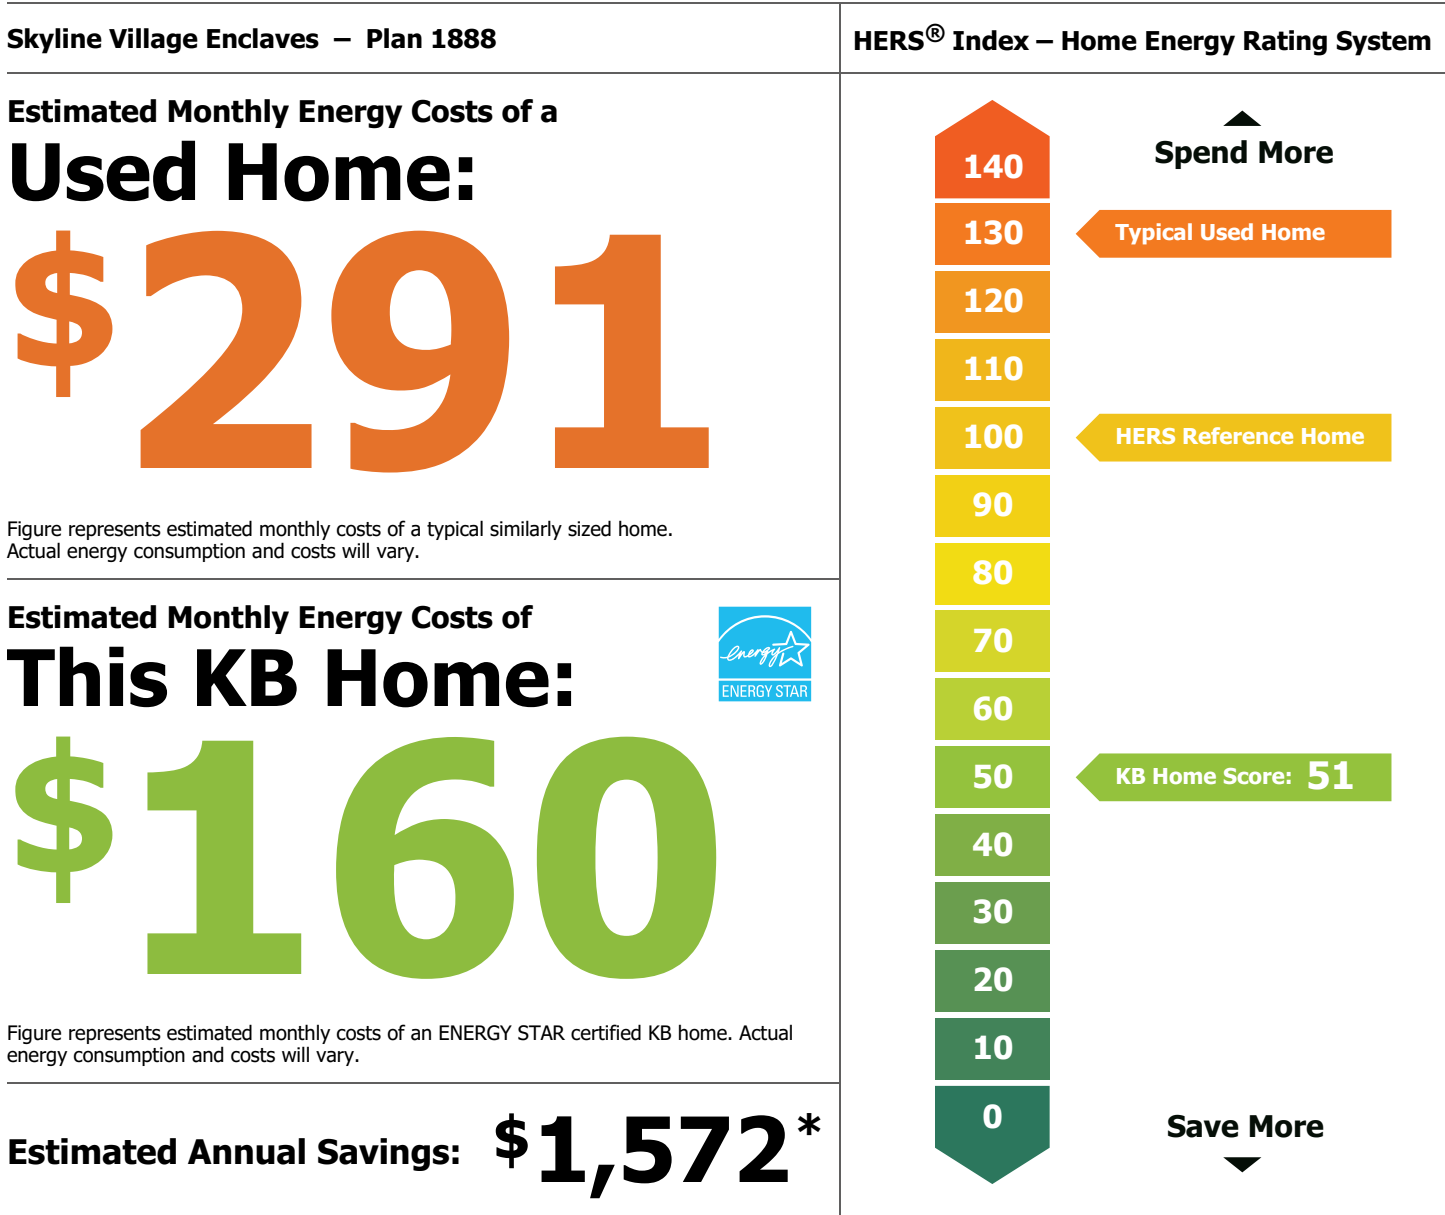 Skyline Village Enclaves – Plan 1888
Estimated Monthly Energy Costs of a
Used Home:
$291
Figure represents estimated monthly costs of a typical similarly sized home.
Actual energy consumption and costs will vary.
Estimated Monthly Energy Costs of
This KB Home:
energy
ENERGY STAR
$160
Figure represents estimated monthly costs of an ENERGY STAR certified KB home. Actual
energy consumption and costs will vary.
Estimated Annual Savings: $1,572*
HERS® Index – Home Energy Rating System
Spend More
140
130 Typical Used Home
120
110
100 HERS Reference Home
90
80
70
60
50 KB Home Score: 51
40
30
20
10
0
Save More